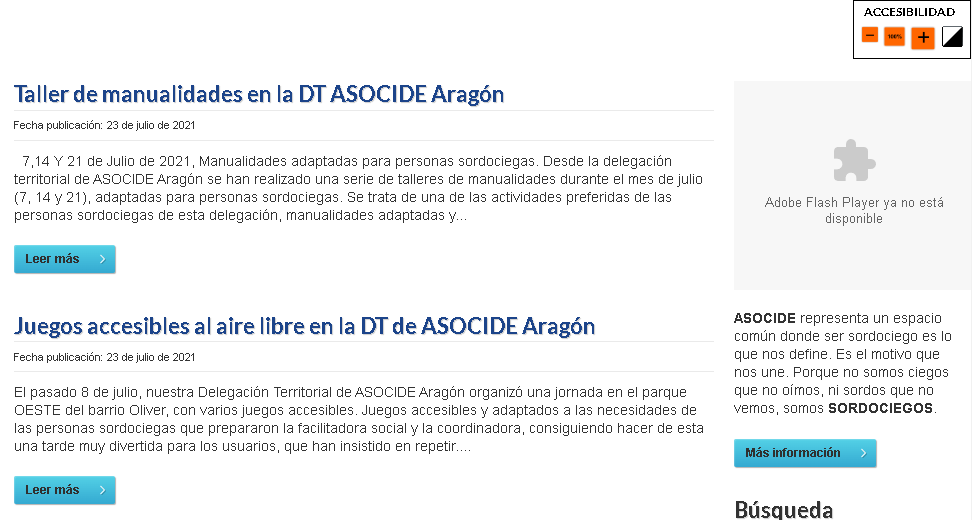 ACCESIBILIDAD
100%
Taller de manualidades en la DT ASOCIDE Aragón
Fecha publicación: 23 de julio de 2021
7,14 Y 21 de Julio de 2021, Manualidades adaptadas para personas sordociegas. Desde la delegación
territorial de ASOCIDE Aragón se han realizado una serie de talleres de manualidades durante el mes de julio
(7, 14 y 21), adaptadas para personas sordociegas. Se trata de una de las actividades preferidas de las
personas sordociegas de esta delegación, manualidades adaptadas y...
Leer más
Juegos accesibles al aire libre en la DT de ASOCIDE Aragón
Fecha publicación: 23 de julio de 2021
El pasado 8 de julio, nuestra Delegación Territorial de ASOCIDE Aragón organizó una jornada en el parque
OESTE del barrio Oliver, con varios juegos accesibles. Juegos accesibles y adaptados a las necesidades de
las personas sordociegas que prepararon la facilitadora social y la coordinadora, consiguiendo hacer de esta
una tarde muy divertida para los usuarios, que han insistido en repetir....
Leer más
Adobe Flash Player ya no está
disponible
ASOCIDE representa un espacio
común donde ser sordociego es lo
que nos define. Es el motivo que
nos une. Porque no somos ciegos
que no oímos, ni sordos que no
vemos, somos SORDOCIEGOS.
Más información
Búsqueda